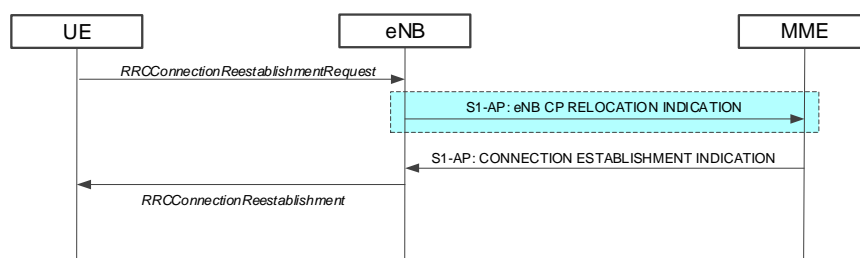 UE
eNB
MME
RRCConnectionReestablishmentRequest
S1-AP: eNB CP RELOCATION INDICATION
S1-AP: CONNECTION ESTABLISHMENT INDICATION
RRCConnectionReestablishment